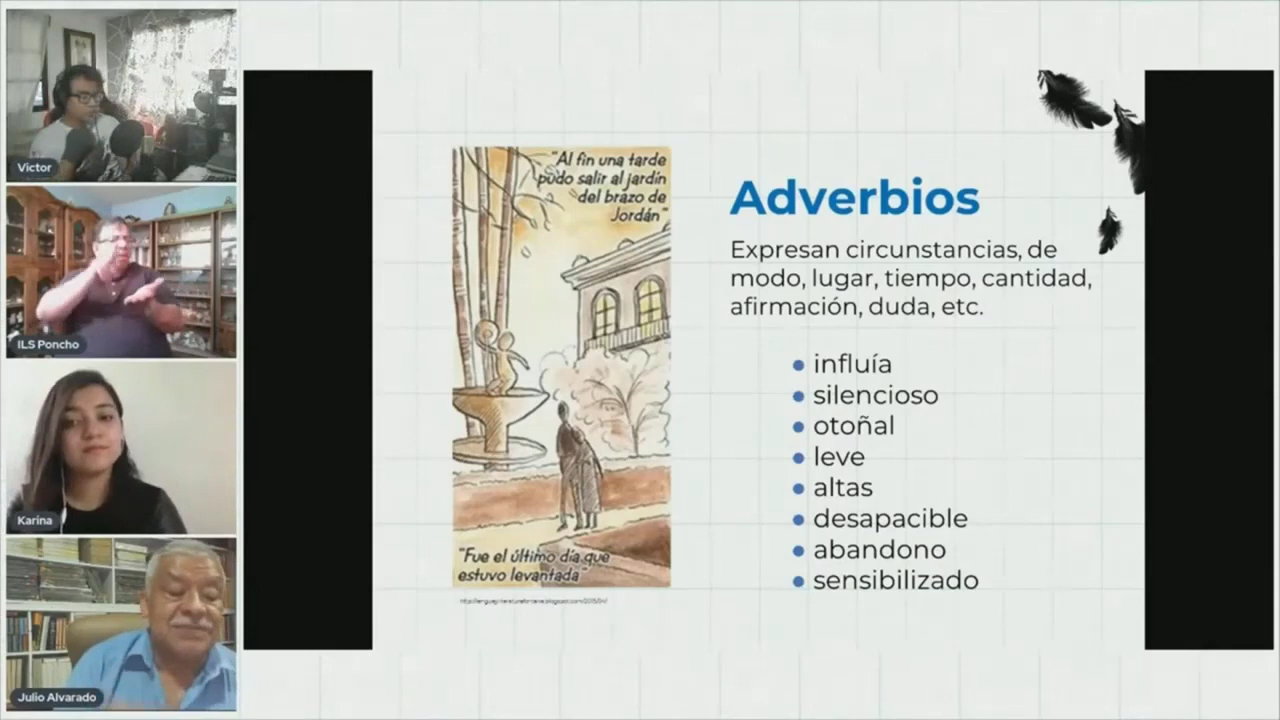 Victor
ILS Poncho
Karina
Julio Alvarado
"Al fin una tarde
pudo salir al jardín
del brazo de
Jordán"
"Fue el último día que
estuvo levantada"
Adverbios
Expresan circunstancias, de
modo, lugar, tiempo, cantidad,
afirmación, duda, etc.
• influía
• silencioso
• otoñal
• leve
• altas
• desapacible
• abandono
• sensibilizado